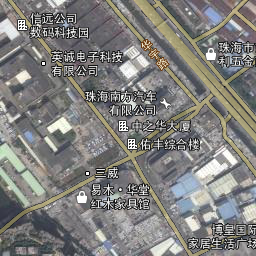 信远公司
数码科技园
英诚电子科技
有限公司
珠海市
利五金
珠海南方汽车
有限公司
中之华大厦
佑丰综合楼
三威
易木·华堂
红木家具馆
博皇国际
家居生活广场